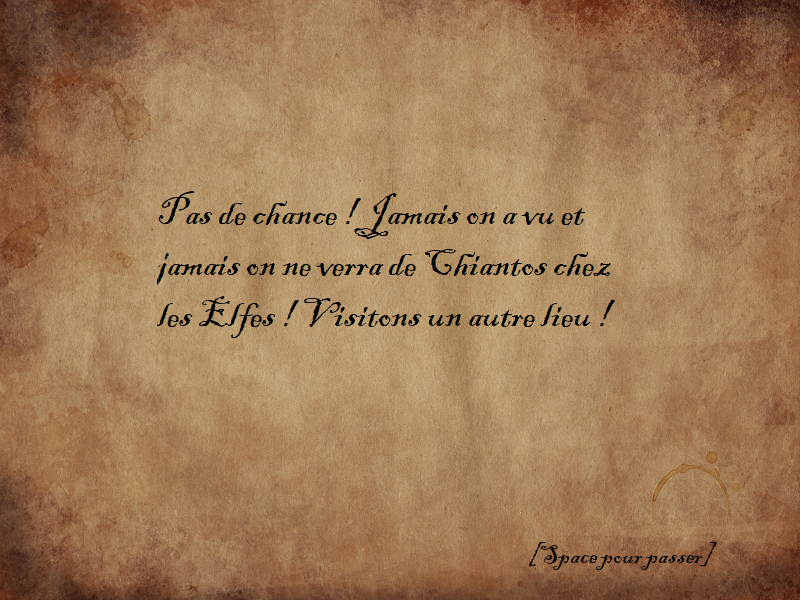 Pas de chance ! Jamais on a vu et
jamais on ne verra de Chiantos chez
les Elfes ! Visitons un autre lieu !
[Space pour passer]